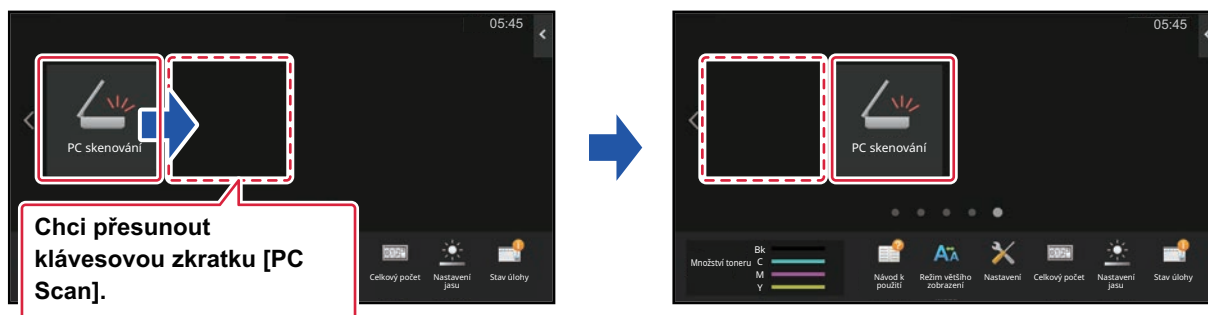 05:45
PC skenování
Chci přesunout
klávesovou zkratku [PC
Scan].
Celkový počet
Nastavení
jasu
Stav úlohy
05:45
PC skenování
Množství toneru
Bk
C
M
Y
Návod k
použití
Režim většího
zobrazení
Nastavení
Celkový počet
Nastavení
jasu
Stav úlohy